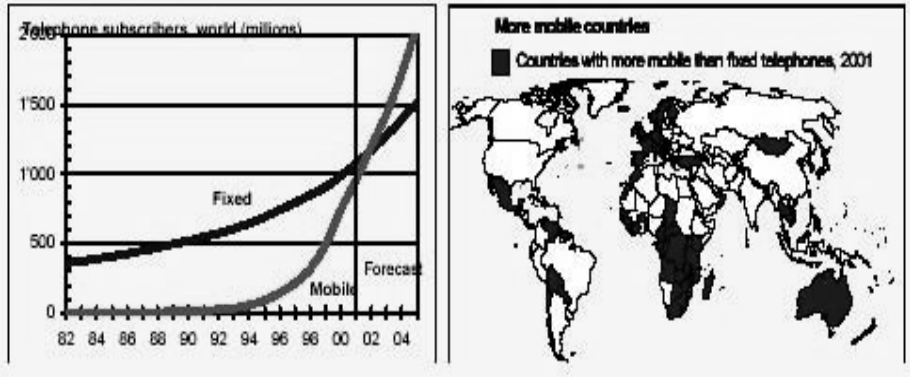 Telephone subscribers, world (millions)
2'000
1'500
1'000
500
0
Fixed
Mobile
Forecast
82 84 86 88 90 92 94 96 98 00 02 04
More mobile countries
Countries with more mobile than fixed telephones, 2001